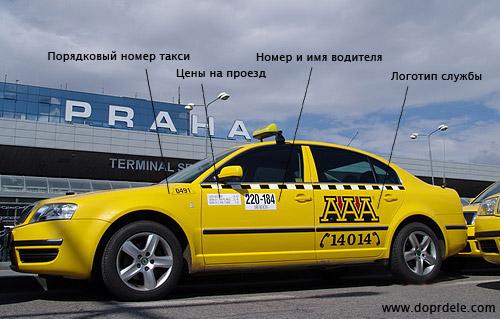 Порядковый номер такси
Цены на проезд
Номер и имя водителя
Логотип службы
PRAHA
TERMINAL
0491
220-184
AAA
14014
www.doprdele.com